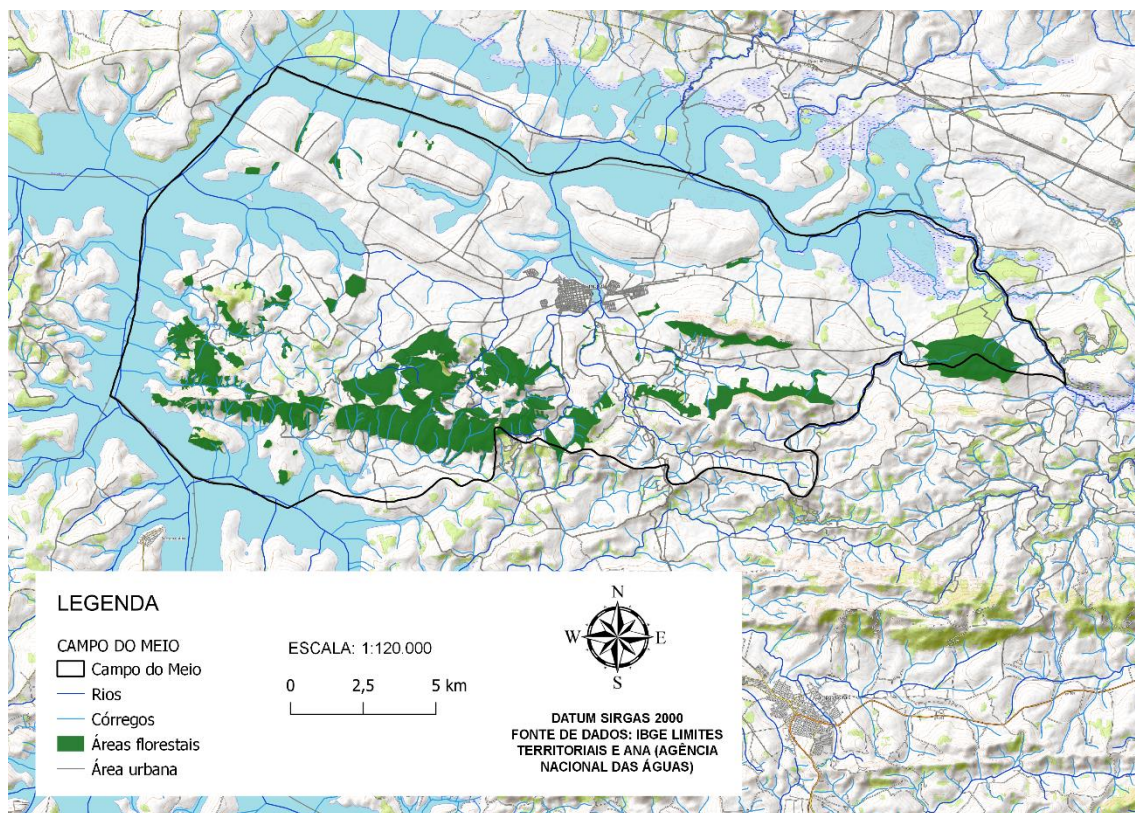 LEGENDA
CAMPO DO MEIO
Campo do Meio
Rios
Córregos
Áreas florestais
Área urbana
ESCALA: 1:120.000
0 2,5 5 km
N
W E
S
DATUM SIRGAS 2000
FONTE DE DADOS: IBGE LIMITES
TERRITORIAIS E ANA (AGÊNCIA
NACIONAL DAS ÁGUAS)